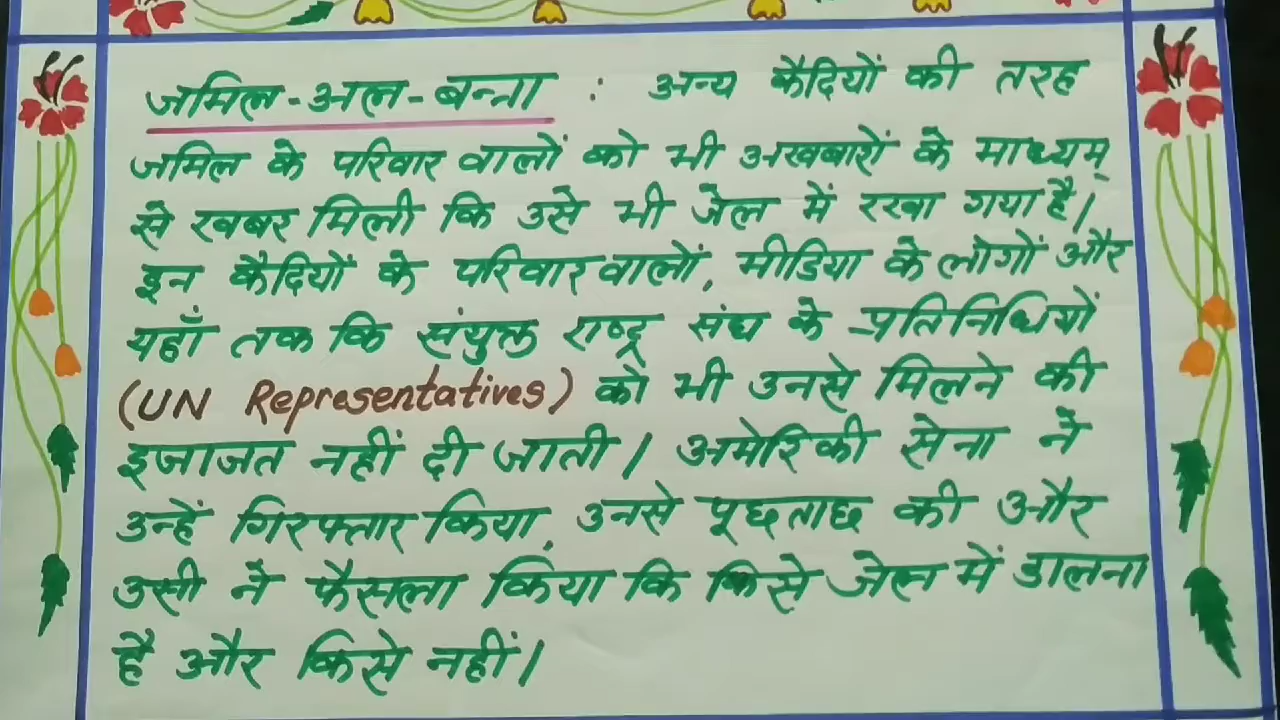 जमिल-अल-बन्ना : अन्य कैदियों की तरह
जमिल के परिवार वालों को भी अखबारों के माध्यम्
से खबर मिली कि उसे भी जेल में रखा गया है।
इन कैदियों के परिवार वालों, मीडिया के लोगों और
यहाँ तक कि संयुक्त राष्ट्र संघ के प्रतिनिधियों
(UN Representatives) को भी उनसे मिलने की
इजाजत नहीं दी जाती। अमेरिकी सेना ने
उन्हें गिरफ्तार किया, उनसे पूछताछ की और
उसी ने फैसला किया कि किसे जेल में डालना
है और किसे नहीं।